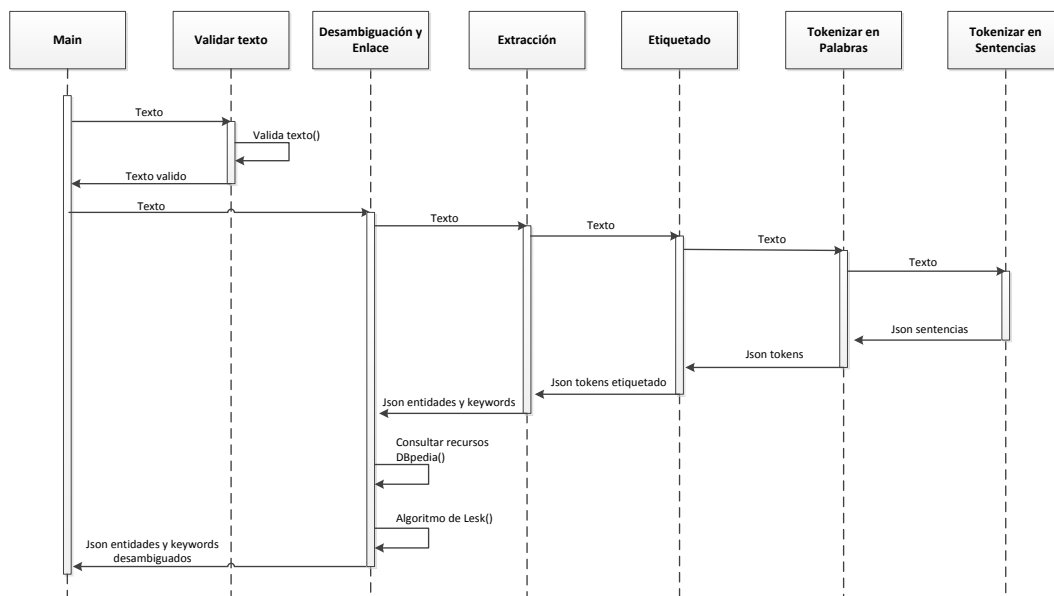 Main
Validar texto
Desambiguación y
Enlace
Extracción
Etiquetado
Tokenizar en
Palabras
Tokenizar en
Sentencias
Texto
Valida texto()
Texto valido
Texto
Texto
Texto
Texto
Texto
Json sentencias
Json tokens
Json tokens etiquetado
Json entidades y keywords
Consultar recursos
DBpedia()
Algoritmo de Lesk()
Json entidades y keywords
desambiguados